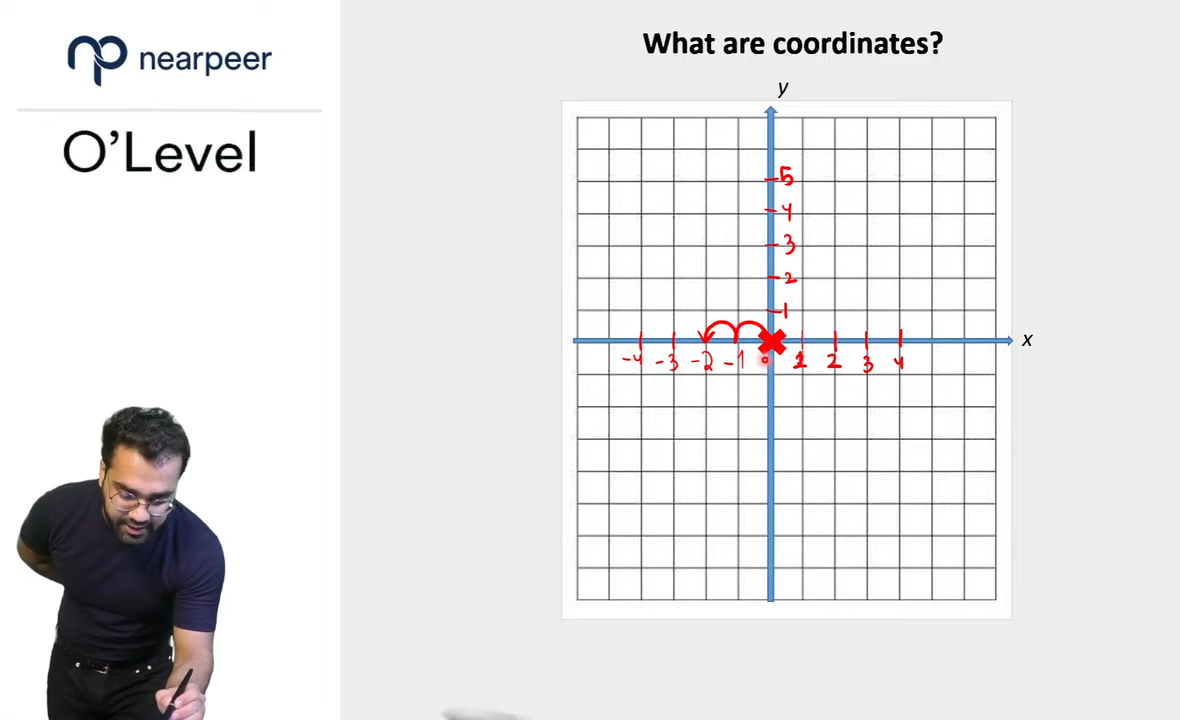 What are coordinates?
nearpeer
O'Level
y
5
4
3
2
1
x
-4 -3 -2 -1 0 1 2 3 4